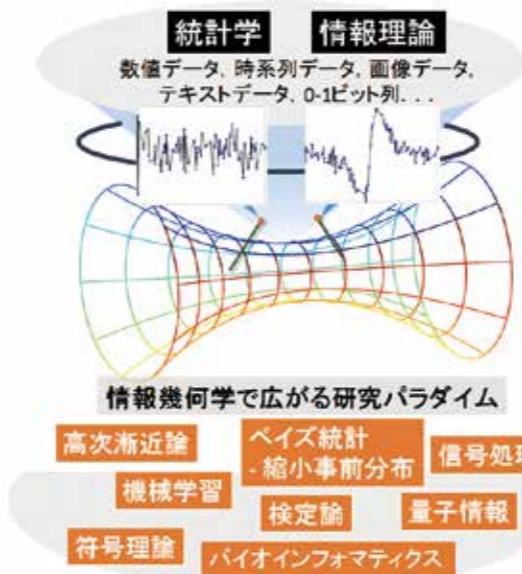 統計学 情報理論
数値データ, 時系列データ, 画像データ,
テキストデータ, 0-1ビット列. . .
情報幾何学で広がる研究パラダイム
高次漸近論
ベイズ統計
- 縮小事前分布
信号処理
機械学習
検定論
量子情報
符号理論
バイオインフォマティクス